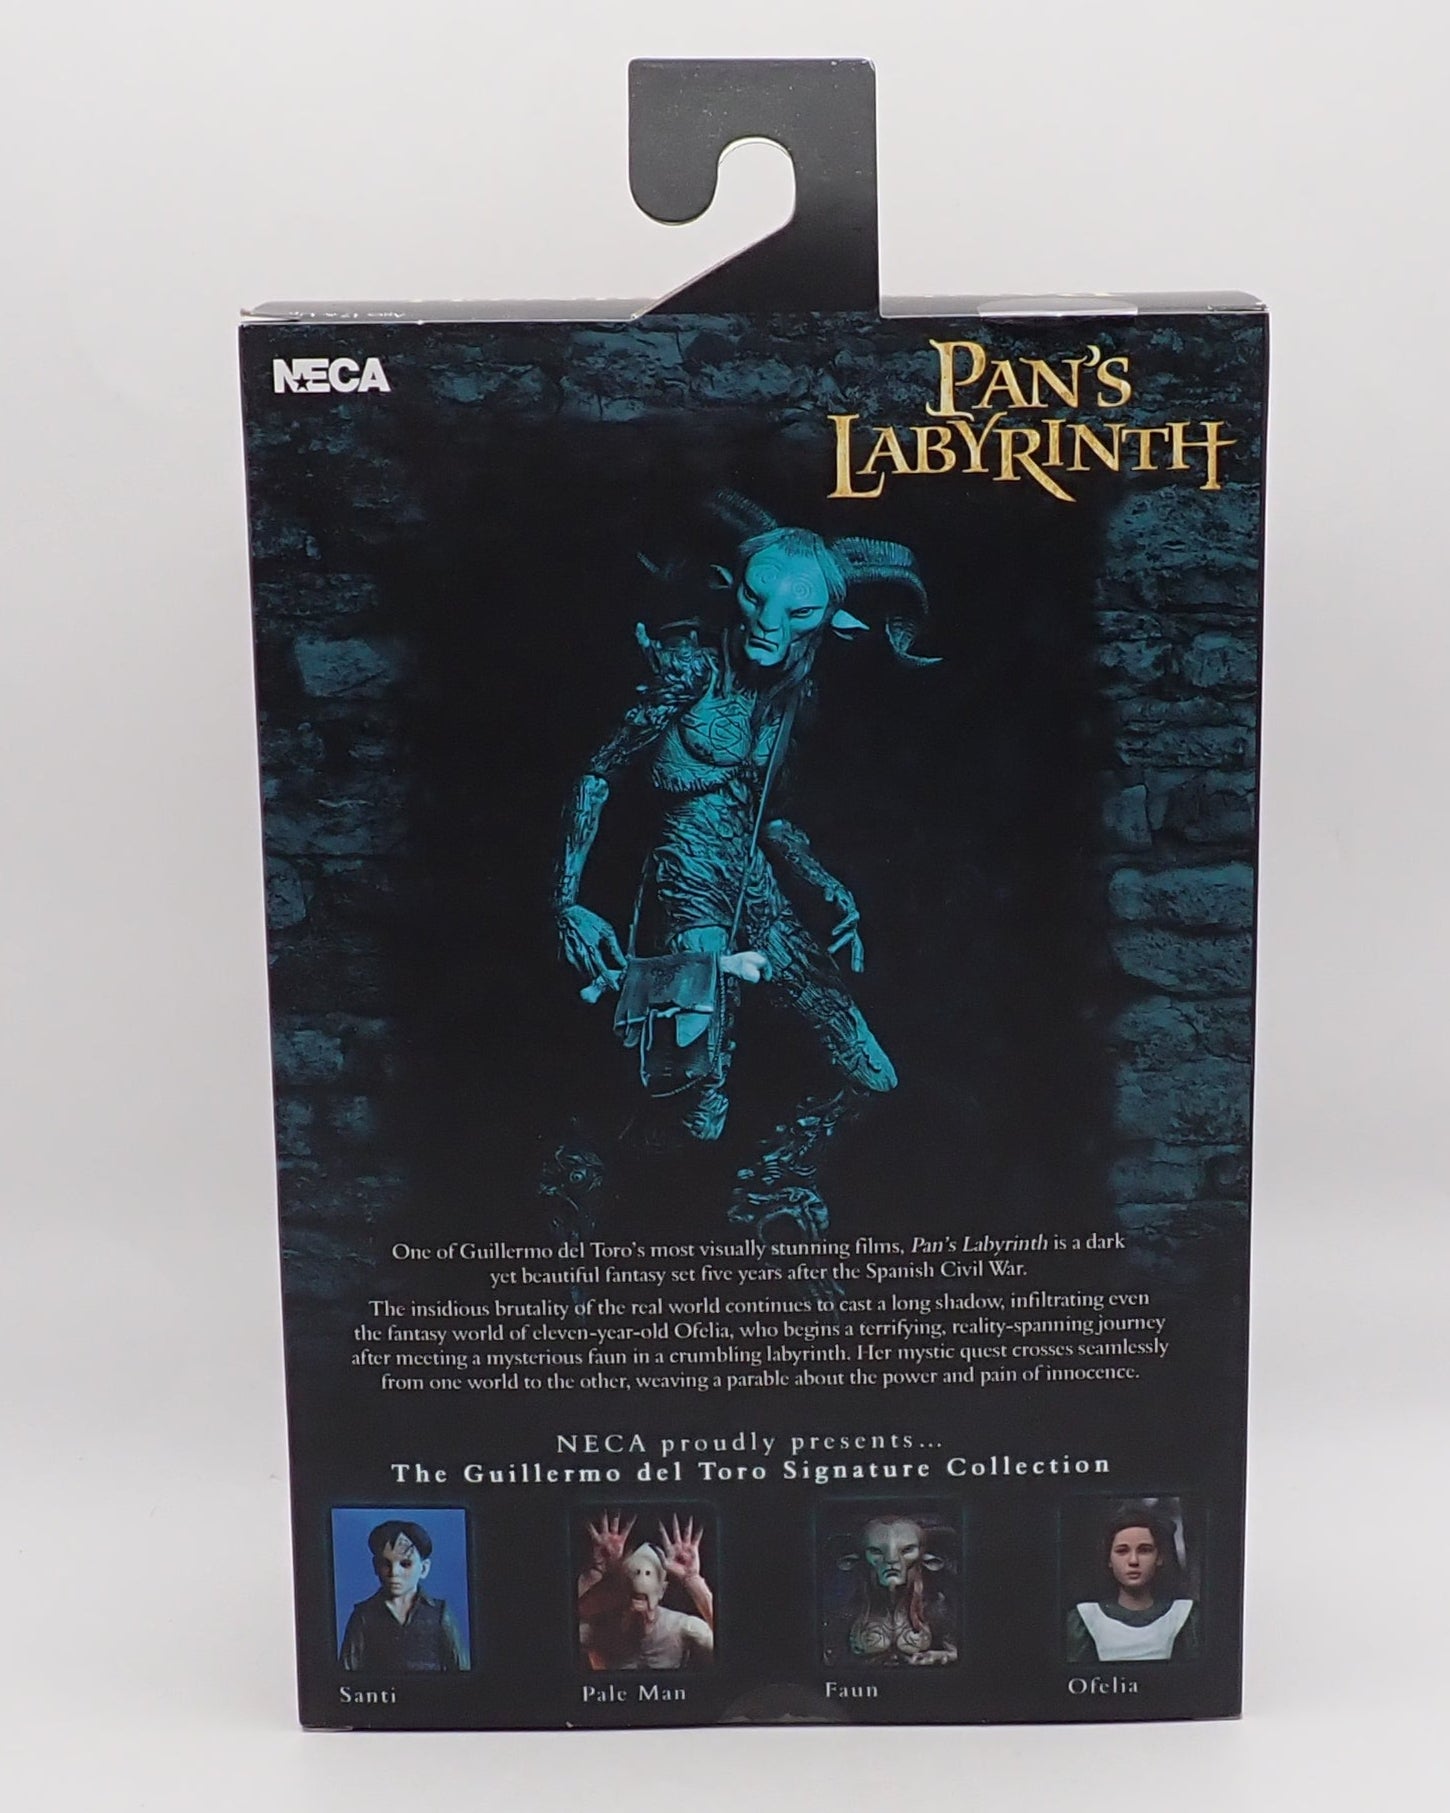 NECA
PAN'S
LABYRINTH
One of Guillermo del Toro's most visually stunning films, Pan's Labyrinth is a dark
yet beautiful fantasy set five years after the Spanish Civil War.
The insidious brutality of the real world continues to cast a long shadow, infiltrating even
the fantasy world of eleven-year-old Ofelia, who begins a terrifying, reality-spanning journey
after meeting a mysterious faun in a crumbling labyrinth. Her mystic quest crosses seamlessly
from one world to the other, weaving a parable about the power and pain of innocence.
NECA proudly presents...
The Guillermo del Toro Signature Collection
Santi
Pale Man
Faun
Ofelia